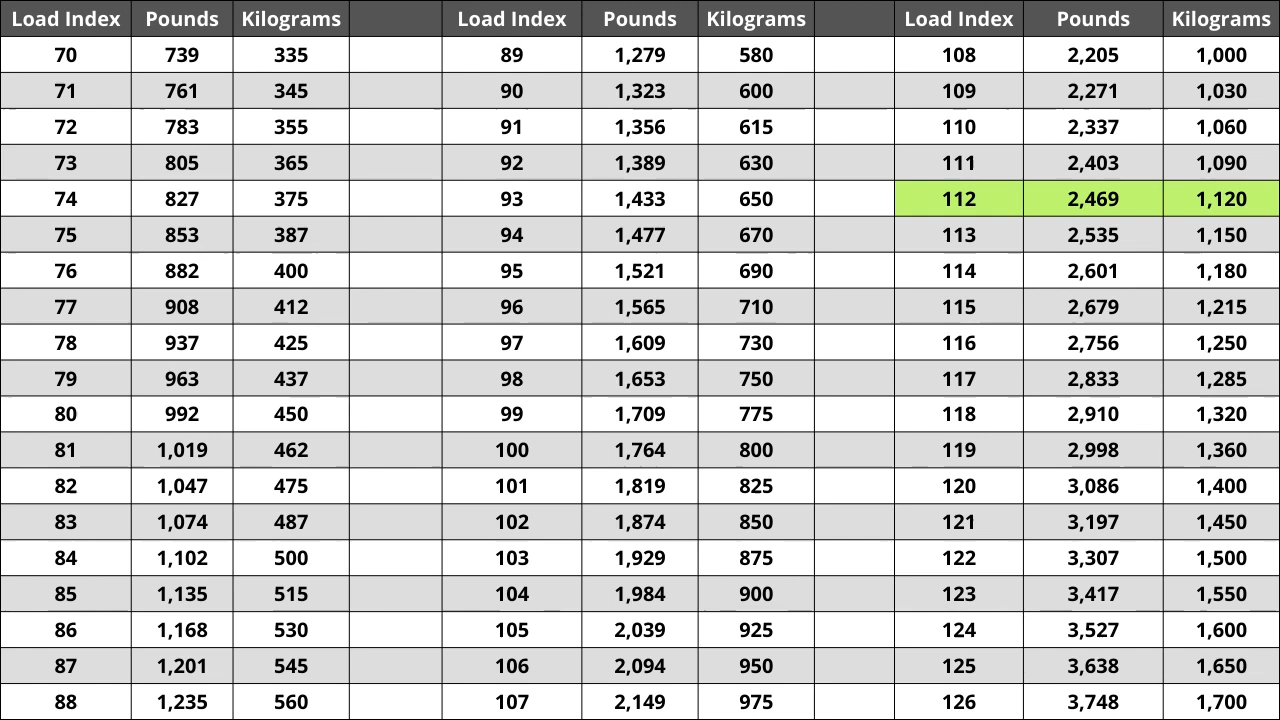 Load Index Pounds Kilograms Load Index Pounds Kilograms Load Index Pounds Kilograms
70 739 335 89 1,279 580 108 2,205 1,000
71 761 345 90 1,323 600 109 2,271 1,030
72 783 355 91 1,356 615 110 2,337 1,060
73 805 365 92 1,389 630 111 2,403 1,090
74 827 375 93 1,433 650 112 2,469 1,120
75 853 387 94 1,477 670 113 2,535 1,150
76 882 400 95 1,521 690 114 2,601 1,180
77 908 412 96 1,565 710 115 2,679 1,215
78 937 425 97 1,609 730 116 2,756 1,250
79 963 437 98 1,653 750 117 2,833 1,285
80 992 450 99 1,709 775 118 2,910 1,320
81 1,019 462 100 1,764 800 119 2,998 1,360
82 1,047 475 101 1,819 825 120 3,086 1,400
83 1,074 487 102 1,874 850 121 3,197 1,450
84 1,102 500 103 1,929 875 122 3,307 1,500
85 1,135 515 104 1,984 900 123 3,417 1,550
86 1,168 530 105 2,039 925 124 3,527 1,600
87 1,201 545 106 2,094 950 125 3,638 1,650
88 1,235 560 107 2,149 975 126 3,748 1,700